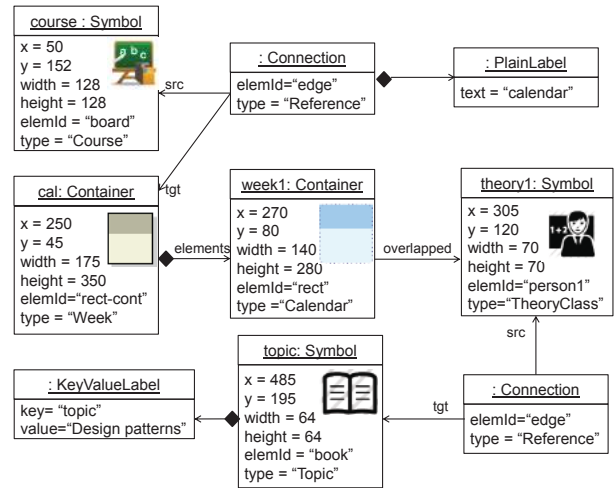 course : Symbol
x = 50
y = 152
width = 128
height = 128
elemId = "board"
type = "Course"
a b c
src
: Connection
elemId="edge"
type = "Reference"
: PlainLabel
text = "calendar"
tgt
cal: Container
x = 250
y = 45
width = 175
height = 350
elemId="rect-cont"
type = "Week"
elements
week1: Container
x = 270
y = 80
width = 140
height = 280
elemId="rect"
type ="Calendar"
overlapped
theory1: Symbol
x = 305
y = 120
width = 70
height = 70
elemId="person1"
type="TheoryClass"
1+2
src
: KeyValueLabel
key= "topic"
value="Design patterns"
topic: Symbol
x = 485
y = 195
width = 64
height = 64
elemId = "book"
type = "Topic"
tgt
: Connection
elemId="edge"
type = "Reference"